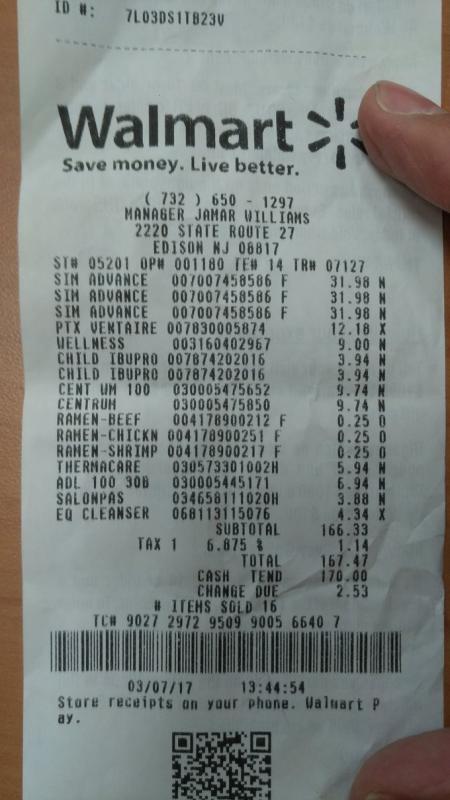 ID #: 7L03DS1TB23V
Walmart
Save money. Live better.
( 732 ) 650 - 1297
MANAGER JAMAR WILLIAMS
2220 STATE ROUTE 27
EDISON NJ 08817
ST# 05201 OP# 001180 TE# 14 TR# 07127
SIM ADVANCE 007007458586 F 31.98 N
SIM ADVANCE 007007458586 F 31.98 N
SIM ADVANCE 007007458586 F 31.98 N
PTX VENTAIRE 007830005874 12.18 X
WELLNESS 003160402967 9.00 N
CHILD IBUPRO 007874202016 3.94 N
CHILD IBUPRO 007874202016 3.94 N
CENT WM 100 030005475652 9.74 N
CENTRUM 030005475850 9.74 N
RAMEN-BEEF 004178900212 F 0.25 O
RAMEN-CHICKN 004178900251 F 0.25 O
RAMEN-SHRIMP 004178900217 F 0.25 O
THERMACARE 030573301002H 5.94 N
ADL 100 30B 030005445171 6.94 N
SALONPAS 034658111020H 3.88 N
EQ CLEANSER 068113115076 4.34 X
SUBTOTAL 166.33
TAX 1 6.875 % 1.14
TOTAL 167.47
CASH TEND 170.00
CHANGE DUE 2.53
# ITEMS SOLD 16
TC# 9027 2972 9509 9005 6640 7
03/07/17 13:44:54
Store receipts on your phone. Walmart P
ay.